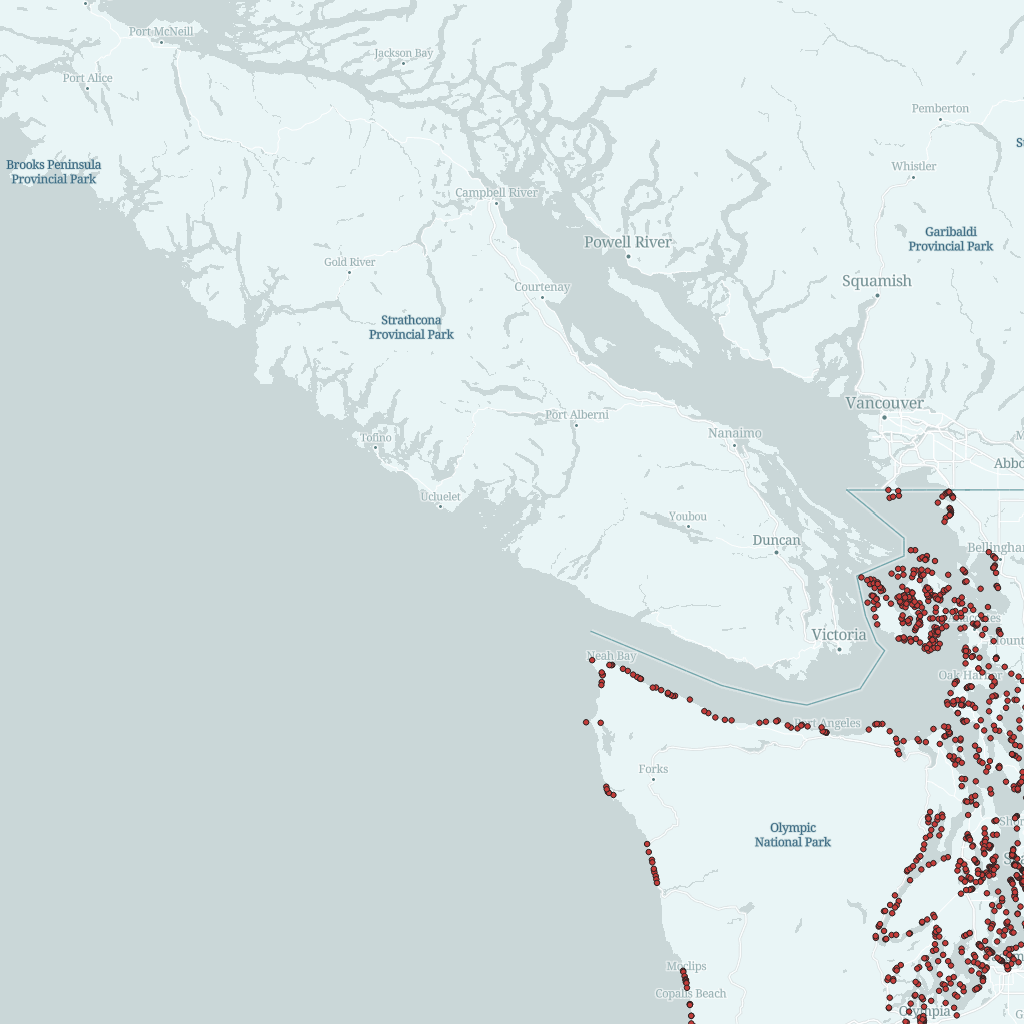 Port McNeill
Jackson Bay
Port Alice
Pemberton
Brooks Peninsula
Provincial Park
Whistler
Campbell River
Powell River
Garibaldi
Provincial Park
Gold River
Squamish
Courtenay
Strathcona
Provincial Park
Vancouver
Port Alberni
Nanaimo
Tofino
Abbo
Ucluelet
Youbou
Duncan
Bellingham
Victoria
Neah Bay
Oak Harbor
Port Angeles
Forks
Olympic
National Park
Moclips
Copalis Beach
Olympia